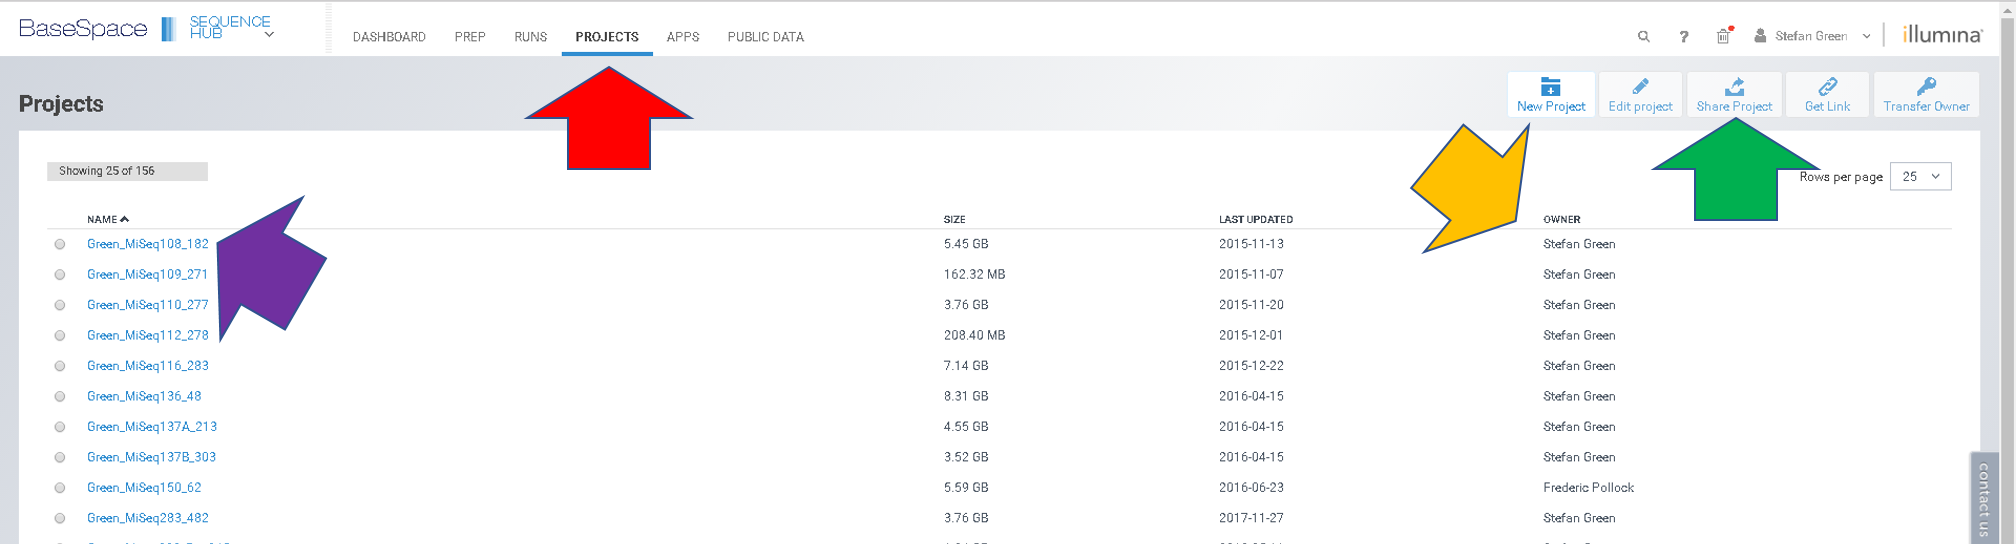 BaseSpace SEQUENCE HUB DASHBOARD PREP RUNS PROJECTS APPS PUBLIC DATA ? Stefan Green illumina®
Projects
New Project Edit project Share Project Get Link Transfer Owner
Showing 25 of 156
Rows per page 25
NAME SIZE LAST UPDATED OWNER
Green_MiSeq108_182 5.45 GB 2015-11-13 Stefan Green
Green_MiSeq109_271 162.32 MB 2015-11-07 Stefan Green
Green_MiSeq110_277 3.76 GB 2015-11-20 Stefan Green
Green_MiSeq112_278 208.40 MB 2015-12-01 Stefan Green
Green_MiSeq116_283 7.14 GB 2015-12-22 Stefan Green
Green_MiSeq136_48 8.31 GB 2016-04-15 Stefan Green
Green_MiSeq137A_213 4.55 GB 2016-04-15 Stefan Green
Green_MiSeq137B_303 3.52 GB 2016-04-15 Stefan Green
Green_MiSeq150_62 5.59 GB 2016-06-23 Frederic Pollock
Green_MiSeq283_482 3.76 GB 2017-11-27 Stefan Green
contact us